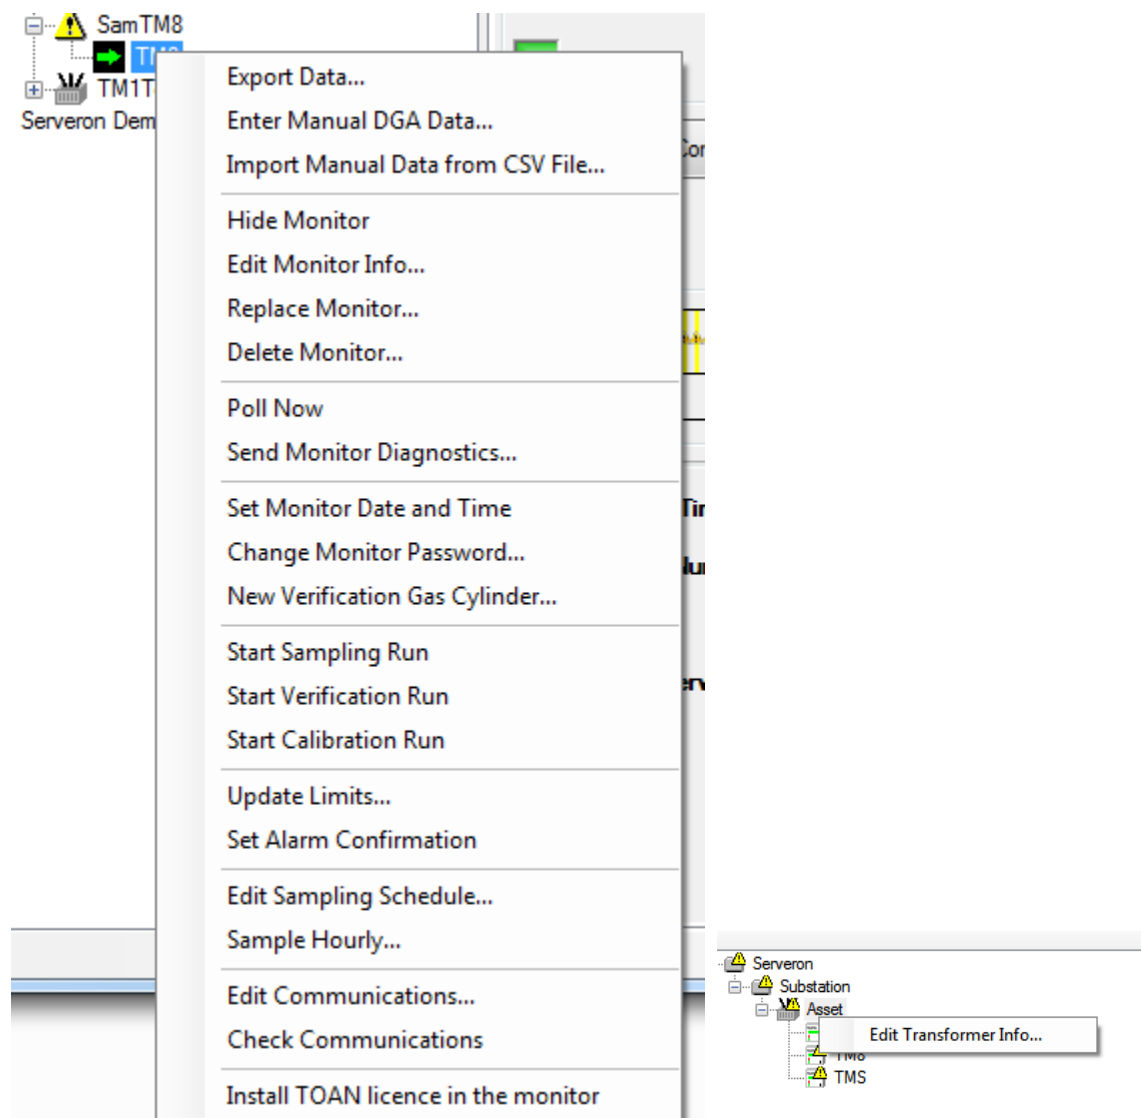 SamTM8
TM8
TM1T
Serveron Dem
Export Data...
Enter Manual DGA Data...
Import Manual Data from CSV File...
Hide Monitor
Edit Monitor Info...
Replace Monitor...
Delete Monitor...
Poll Now
Send Monitor Diagnostics...
Set Monitor Date and Time
Change Monitor Password...
New Verification Gas Cylinder...
Start Sampling Run
Start Verification Run
Start Calibration Run
Update Limits...
Set Alarm Confirmation
Edit Sampling Schedule...
Sample Hourly...
Edit Communications...
Check Communications
Install TOAN licence in the monitor
Serveron
Substation
Asset
Edit Transformer Info...
TM8
TMS